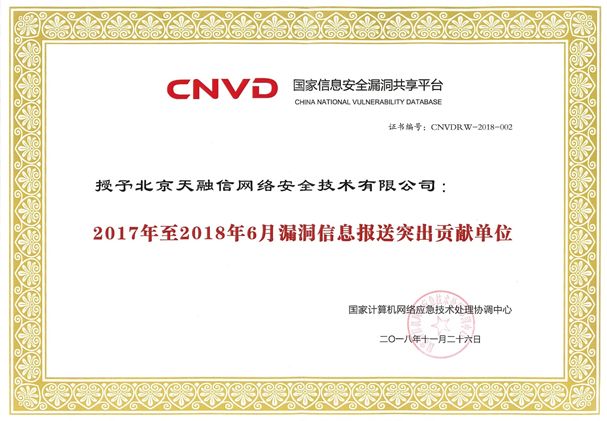 CNVD 国家信息安全漏洞共享平台
CHINA NATIONAL VULNERABILITY DATABASE
证书编号：CNVDRW-2018-002
授予北京天融信网络安全技术有限公司：
2017年至2018年6月漏洞信息报送突出贡献单位
国家计算机网络应急技术处理协调中心
二〇一八年十一月二十六日